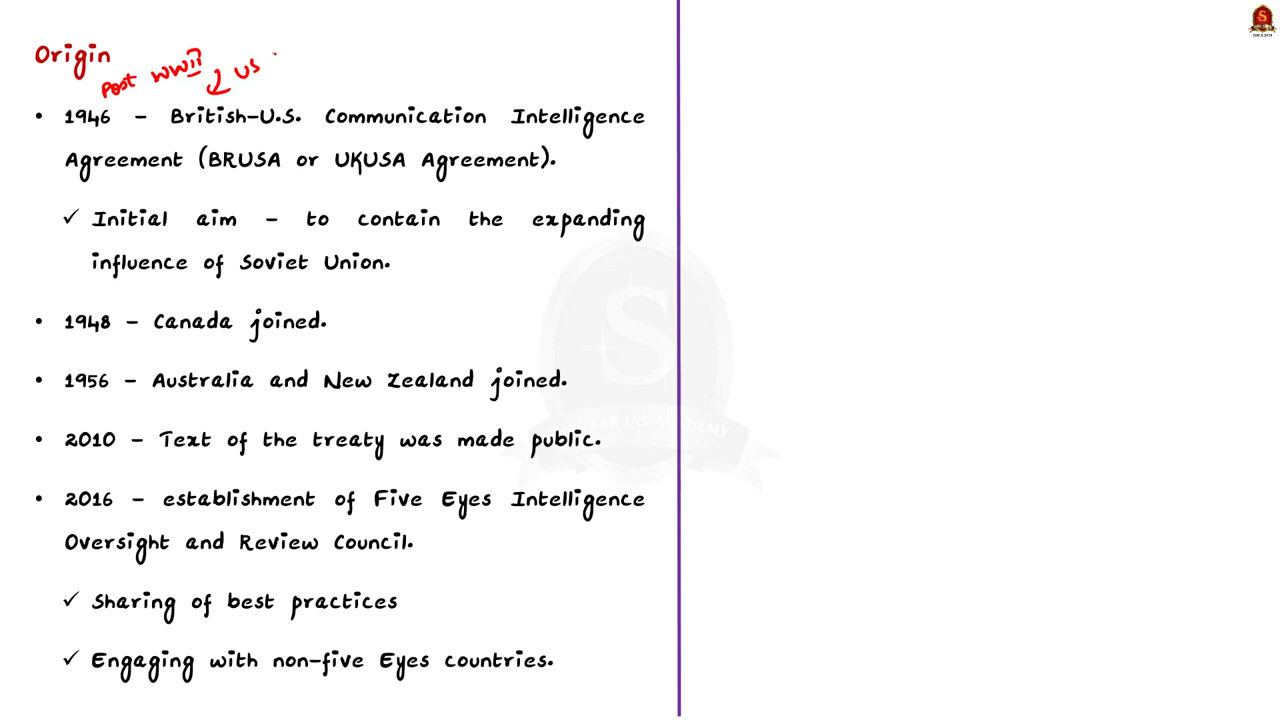 Origin
post WWII US
• 1946 – British-U.S. Communication Intelligence
Agreement (BRUSA or UKUSA Agreement).
✓ Initial aim – to contain the expanding
influence of Soviet Union.
• 1948 – Canada joined.
• 1956 – Australia and New Zealand joined.
• 2010 – Text of the treaty was made public.
• 2016 – establishment of Five Eyes Intelligence
Oversight and Review Council.
✓ Sharing of best practices
✓ Engaging with non-five Eyes countries.
S
IAS ACADEMY
S